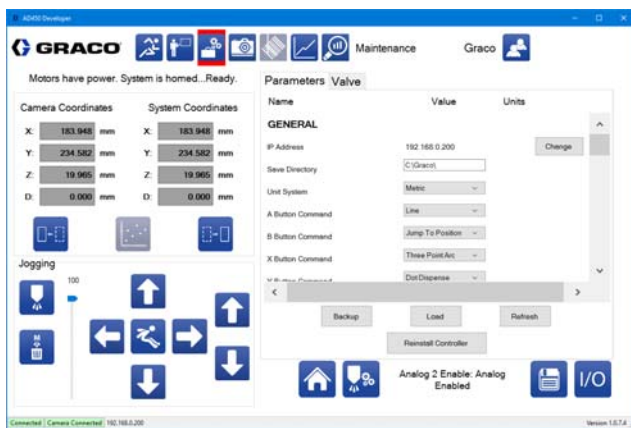 AD450 Developer
GRACO
Maintenance
Graco
Motors have power. System is homed...Ready.
Camera Coordinates
System Coordinates
X: 183.948 mm X: 183.948 mm
Y: 234.582 mm Y: 234.582 mm
Z: 19.965 mm Z: 19.965 mm
D: 0.000 mm D: 0.000 mm
Jogging
100
M
Parameters Valve
Name Value Units
GENERAL
IP Address 192.168.0.200 Change
Save Directory C:\Graco\
Unit System Metric
A Button Command Line
B Button Command Jump To Position
X Button Command Three Point Arc
Y Button Command Dot Dispense
Backup Load Refresh
Reinstall Controller
Analog 2 Enable: Analog
Enabled
I/O
Connected Camera Connected 192.168.0.200
Version 1.0.7.4